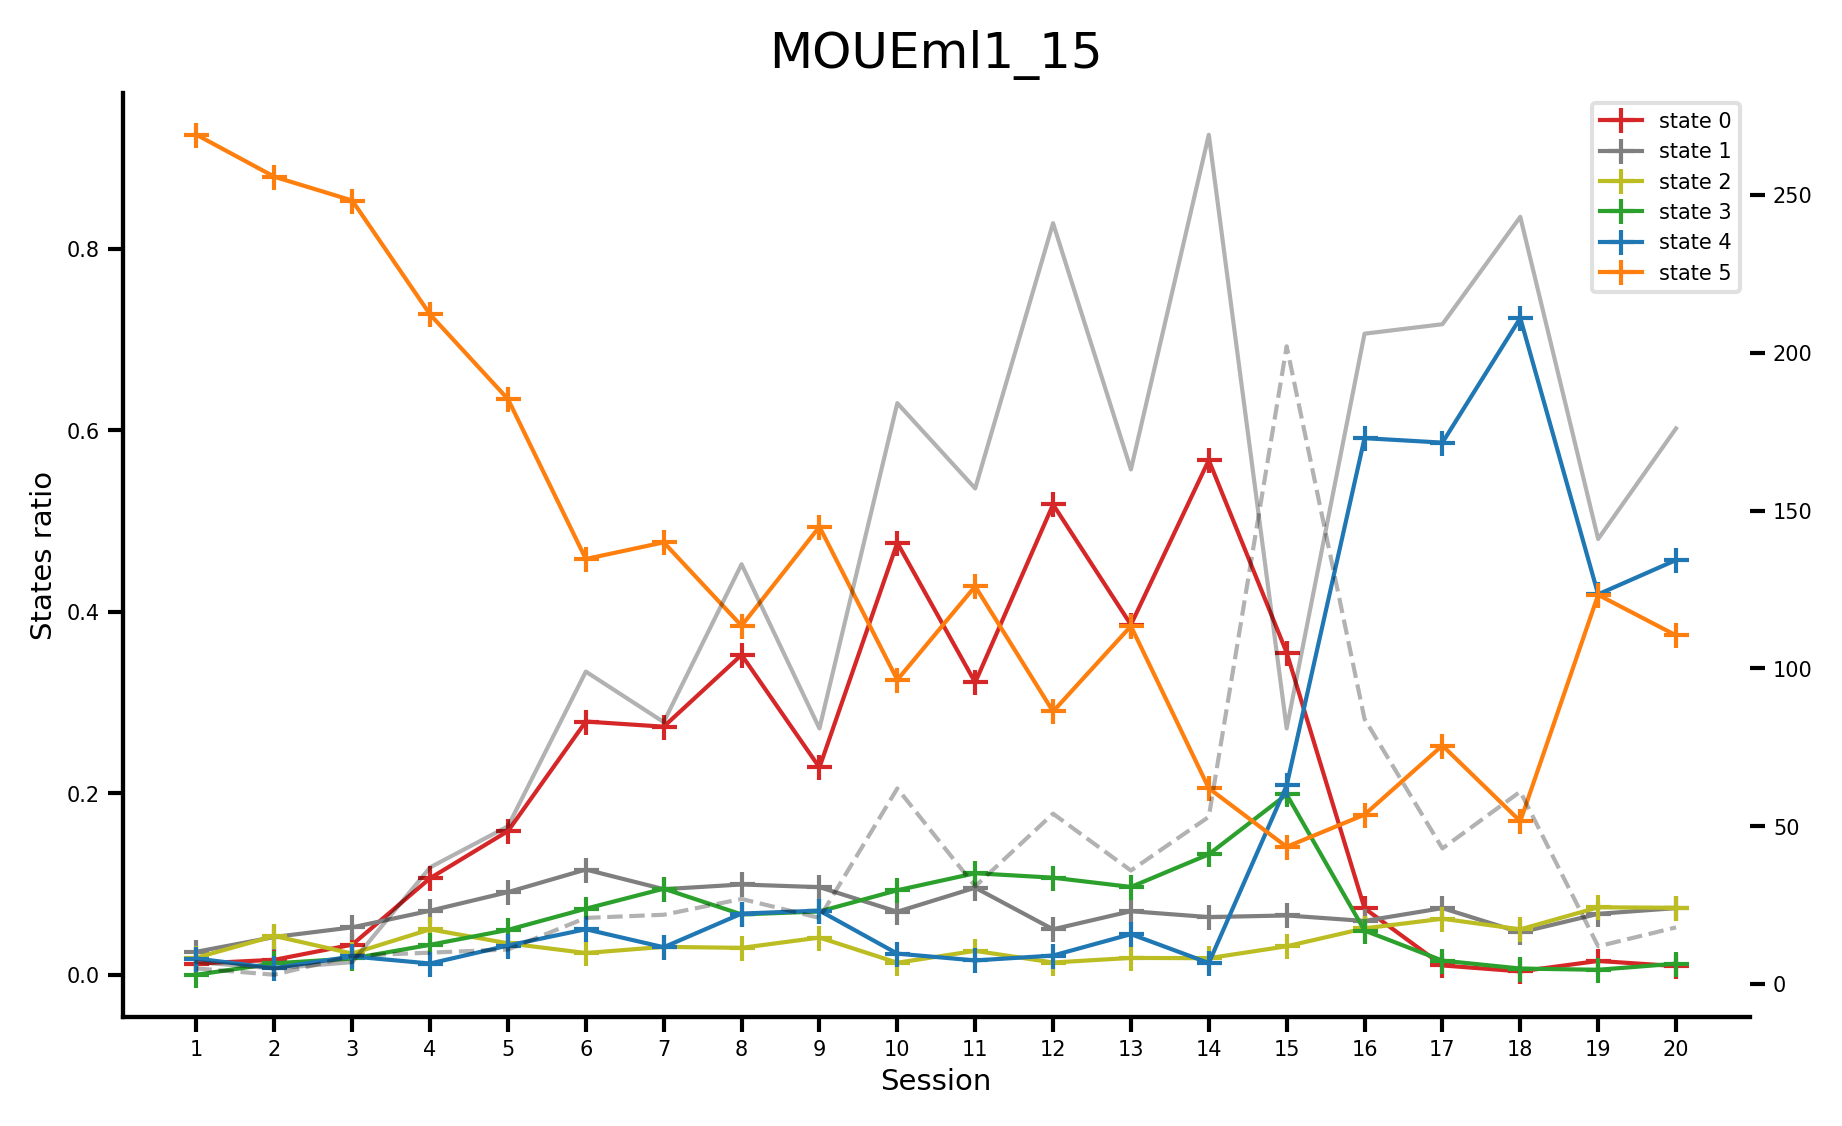 MOUEml1_15
state 0
state 1
state 2
state 3
state 4
state 5
States ratio
0.8
0.6
0.4
0.2
0.0
250
200
150
100
50
0
1 2 3 4 5 6 7 8 9 10 11 12 13 14 15 16 17 18 19 20
Session